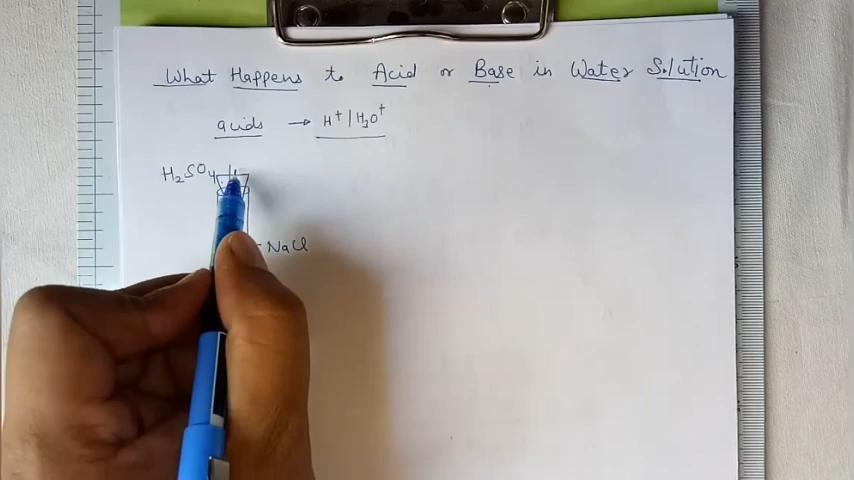 What Happens to Acid or Base in Water Solution
acids → H⁺/H₃O⁺
H₂SO₄
NaCl